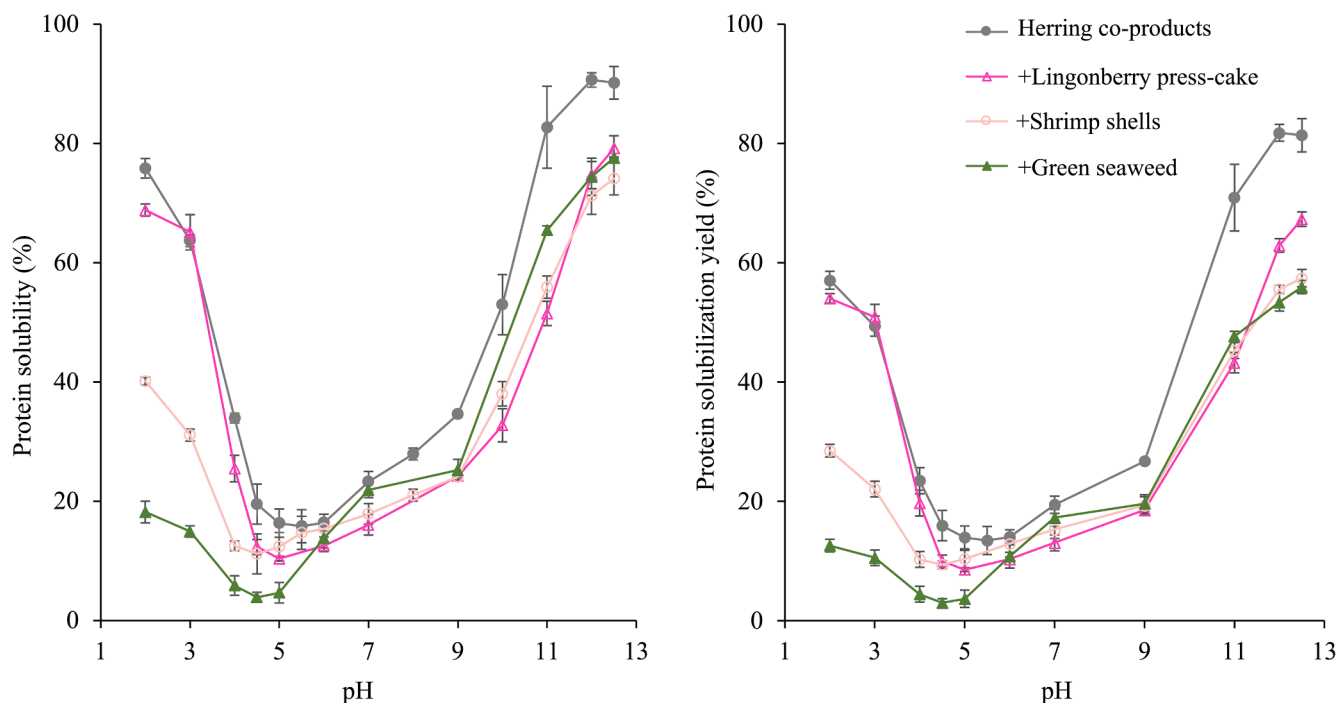 Protein solubility (%)
100
80
60
40
20
0
1 3 5 7 9 11 13
pH
Protein solubilization yield (%)
100
80
60
40
20
0
1 3 5 7 9 11 13
pH
Herring co-products
+Lingonberry press-cake
+Shrimp shells
+Green seaweed